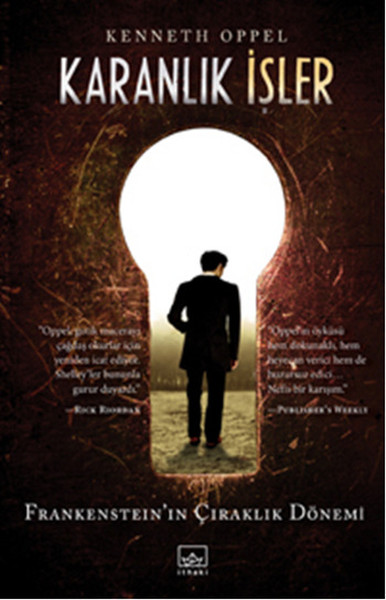 KENNETH OPPEL
KARANLIK İŞLER
"Oppel gotik macerayı
çağdaş okurlar için
yeniden icat ediyor.
Shelley'ler bununla
gurur duyardı."
—RICK RIORDAN
"Oppel'ın öyküsü
hem dokunaklı, hem
heyecan verici hem de
huzursuz edici...
Nefis bir karışım."
—PUBLISHER'S WEEKLY
FRANKENSTEIN'IN ÇIRAKLIK DÖNEMİ
ithaki